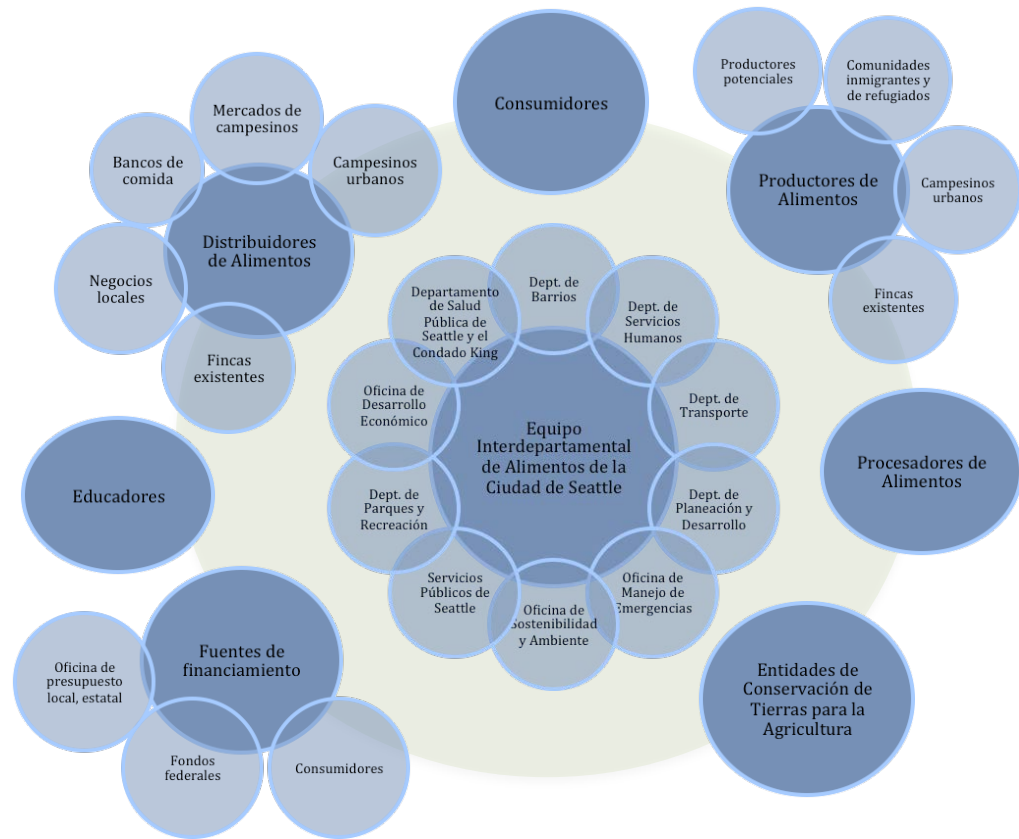 Consumidores
Productores
potenciales
Comunidades
inmigrantes y
de refugiados
Productores de
Alimentos
Campesinos
urbanos
Fincas
existentes
Mercados de
campesinos
Bancos de
comida
Campesinos
urbanos
Distribuidores
de Alimentos
Negocios
locales
Fincas
existentes
Departamento
de Salud
Pública de
Seattle y el
Condado King
Dept. de
Barrios
Dept. de
Servicios
Humanos
Oficina de
Desarrollo
Económico
Dept. de
Transporte
Equipo
Interdepartamental
de Alimentos de la
Ciudad de Seattle
Dept. de
Parques y
Recreación
Dept. de
Planeación y
Desarrollo
Servicios
Públicos de
Seattle
Oficina de
Sostenibilidad
y Ambiente
Oficina de
Manejo de
Emergencias
Educadores
Procesadores de
Alimentos
Fuentes de
financiamiento
Oficina de
presupuesto
local, estatal
Fondos
federales
Consumidores
Entidades de
Conservación de
Tierras para la
Agricultura